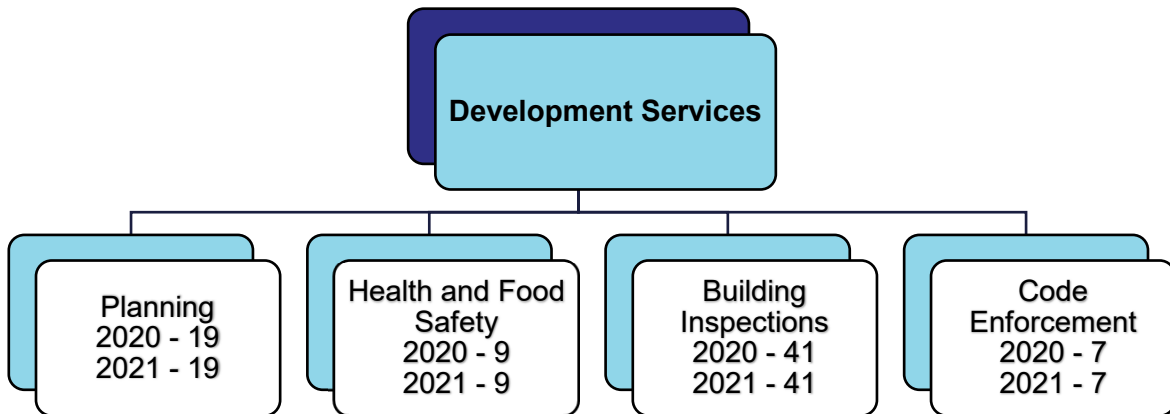 Development Services
Planning
2020 - 19
2021 - 19
Health and Food
Safety
2020 - 9
2021 - 9
Building
Inspections
2020 - 41
2021 - 41
Code
Enforcement
2020 - 7
2021 - 7